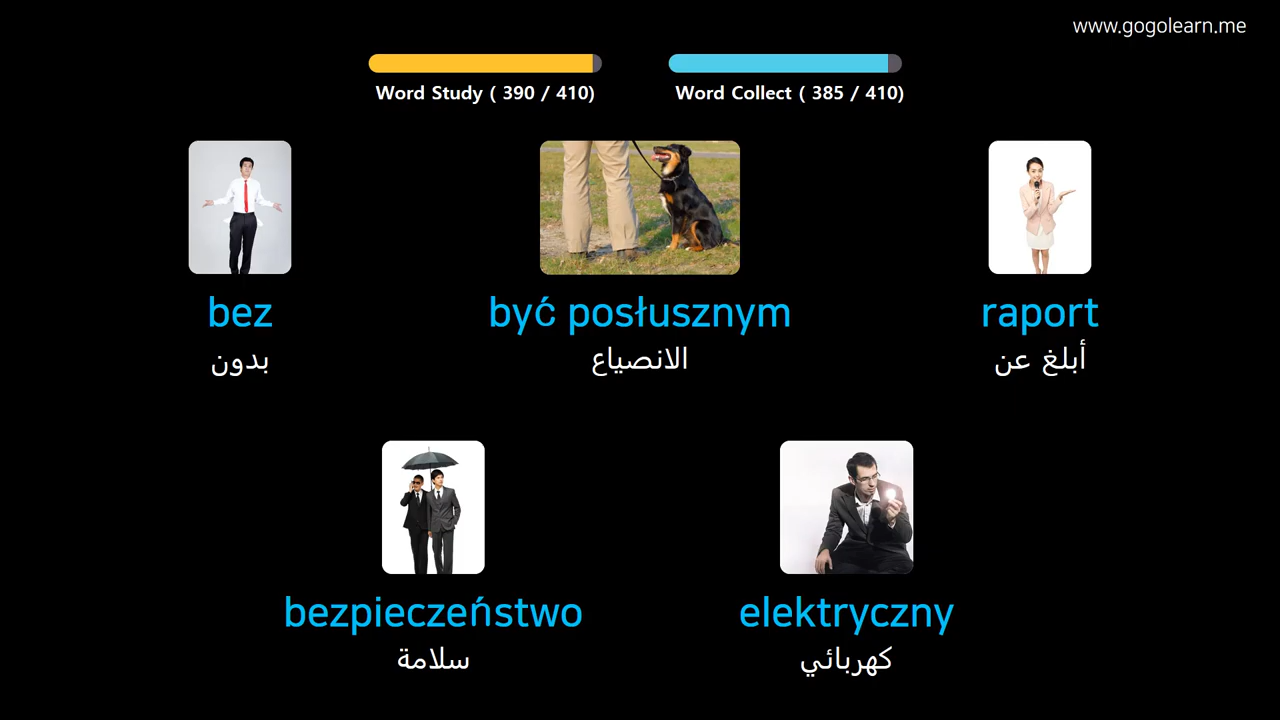 www.gogolearn.me
Word Study ( 390 / 410)
Word Collect ( 385 / 410)
bez
بدون
być posłusznym
الانصياع
raport
أبلغ عن
bezpieczeństwo
سلامة
elektryczny
كهربائي